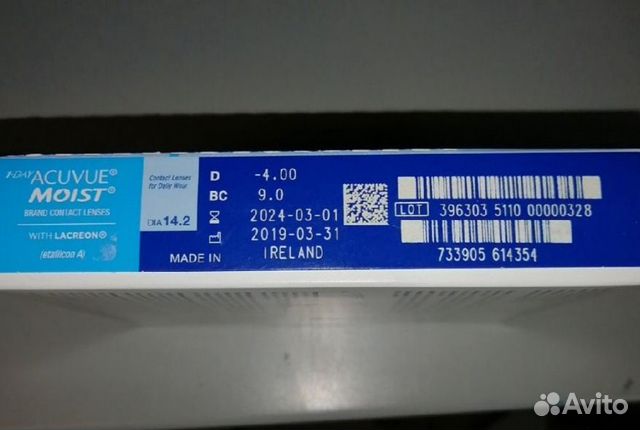 1-DAY ACUVUE®
MOIST®
BRAND CONTACT LENSES
WITH LACREON®
(etafilcon A)
Contact Lenses
for Daily Wear
DIA 14.2
D -4.00
BC 9.0
2024-03-01
2019-03-31
MADE IN IRELAND
LOT 396303 5110 00000328
733905 614354
Avito